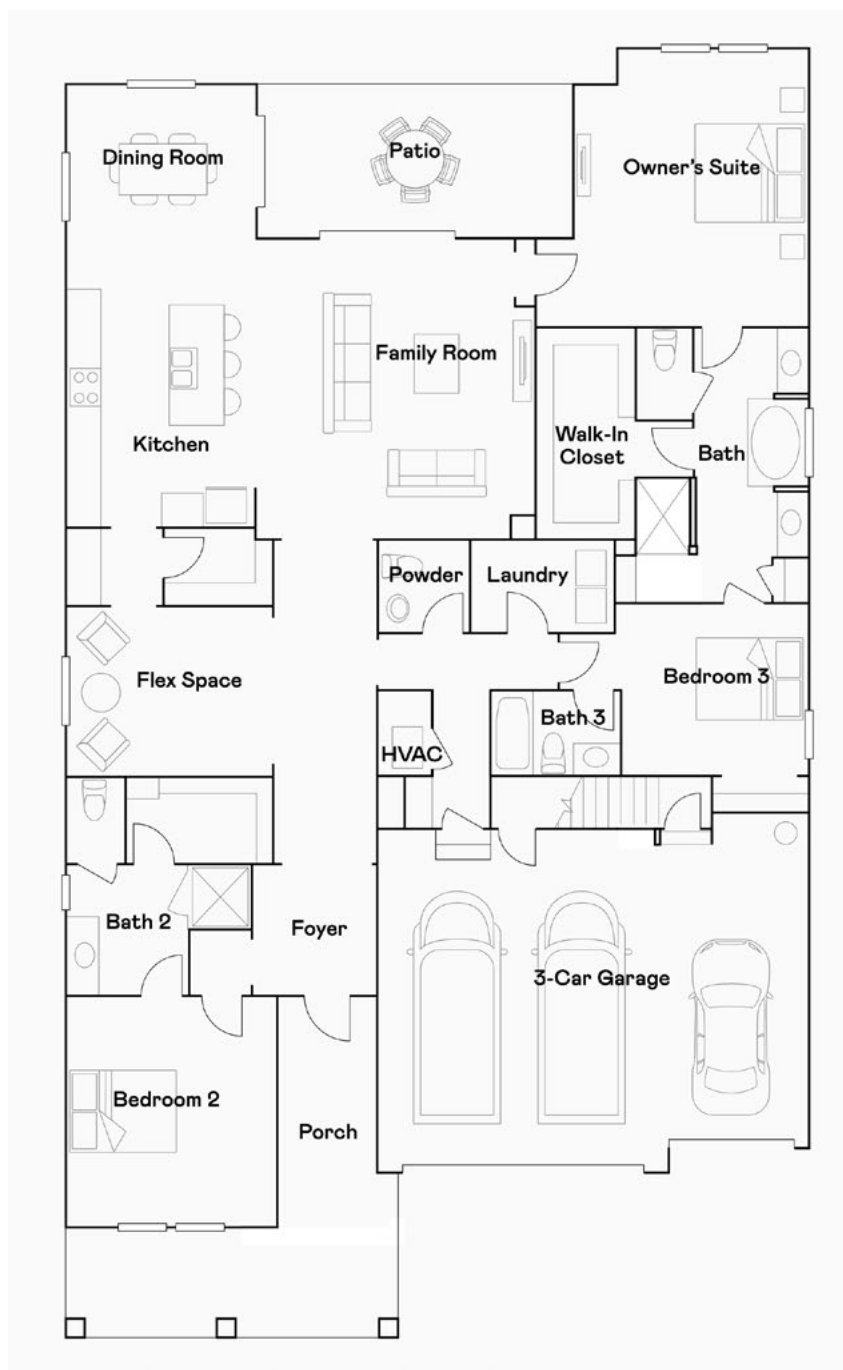 Dining Room
Patio
Owner's Suite
Family Room
Kitchen
Walk-In
Closet
Bath
Powder
Laundry
Flex Space
Bedroom 3
Bath 3
HVAC
Bath 2
Foyer
3-Car Garage
Bedroom 2
Porch